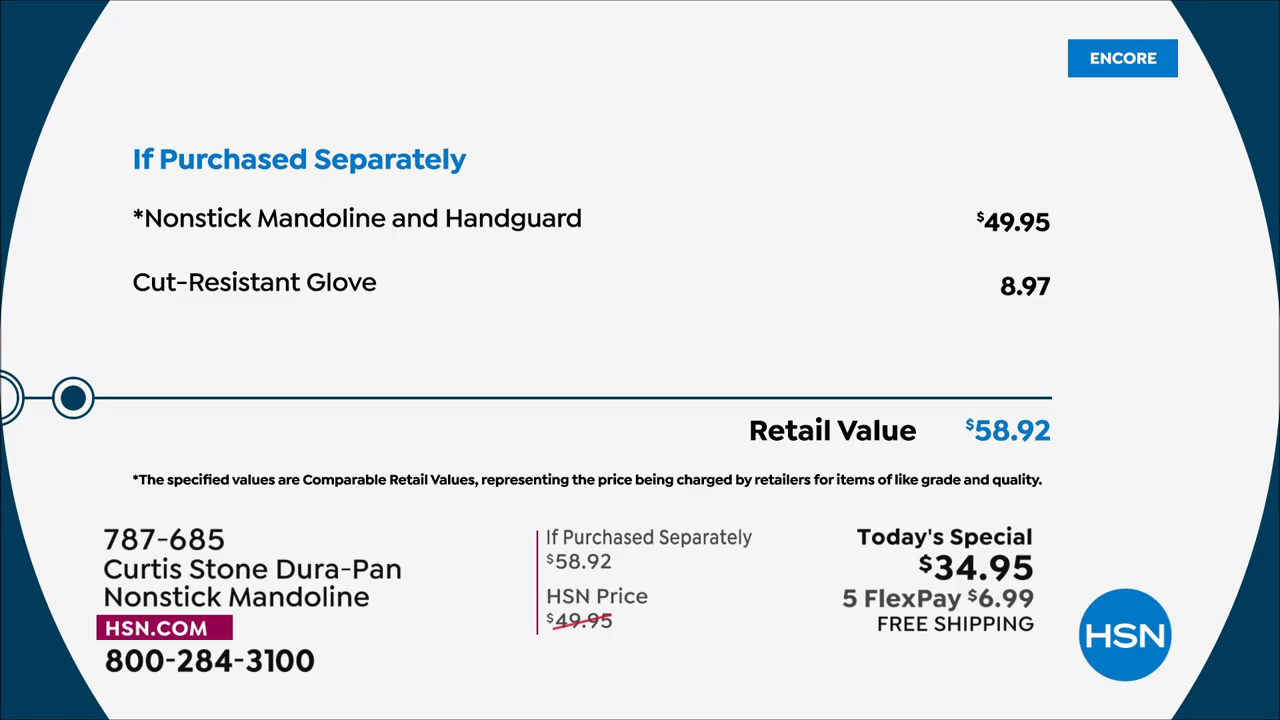 ENCORE
If Purchased Separately
*Nonstick Mandoline and Handguard $49.95
Cut-Resistant Glove 8.97
Retail Value $58.92
*The specified values are Comparable Retail Values, representing the price being charged by retailers for items of like grade and quality.
787-685
Curtis Stone Dura-Pan
Nonstick Mandoline
HSN.COM
800-284-3100
If Purchased Separately
$58.92
HSN Price
$49.95
Today's Special
$34.95
5 FlexPay $6.99
FREE SHIPPING
HSN